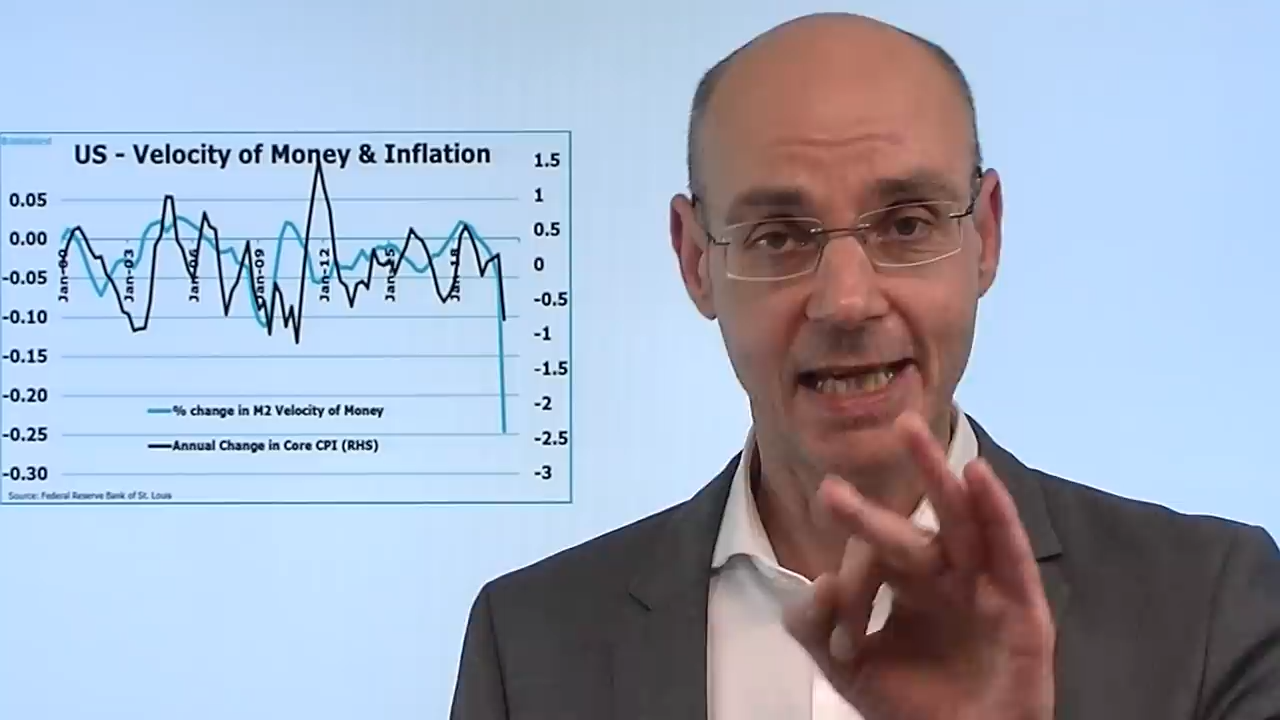 US - Velocity of Money & Inflation
1.5
1
0.5
0
-0.5
-1
-1.5
-2
-2.5
-3
0.05
0.00
-0.05
-0.10
-0.15
-0.20
-0.25
-0.30
Jan-00
Jan-03
Jan-06
Jan-09
Jan-12
Jan-15
Jan-18
% change in M2 Velocity of Money
Annual Change in Core CPI (RHS)
Source: Federal Reserve Bank of St. Louis